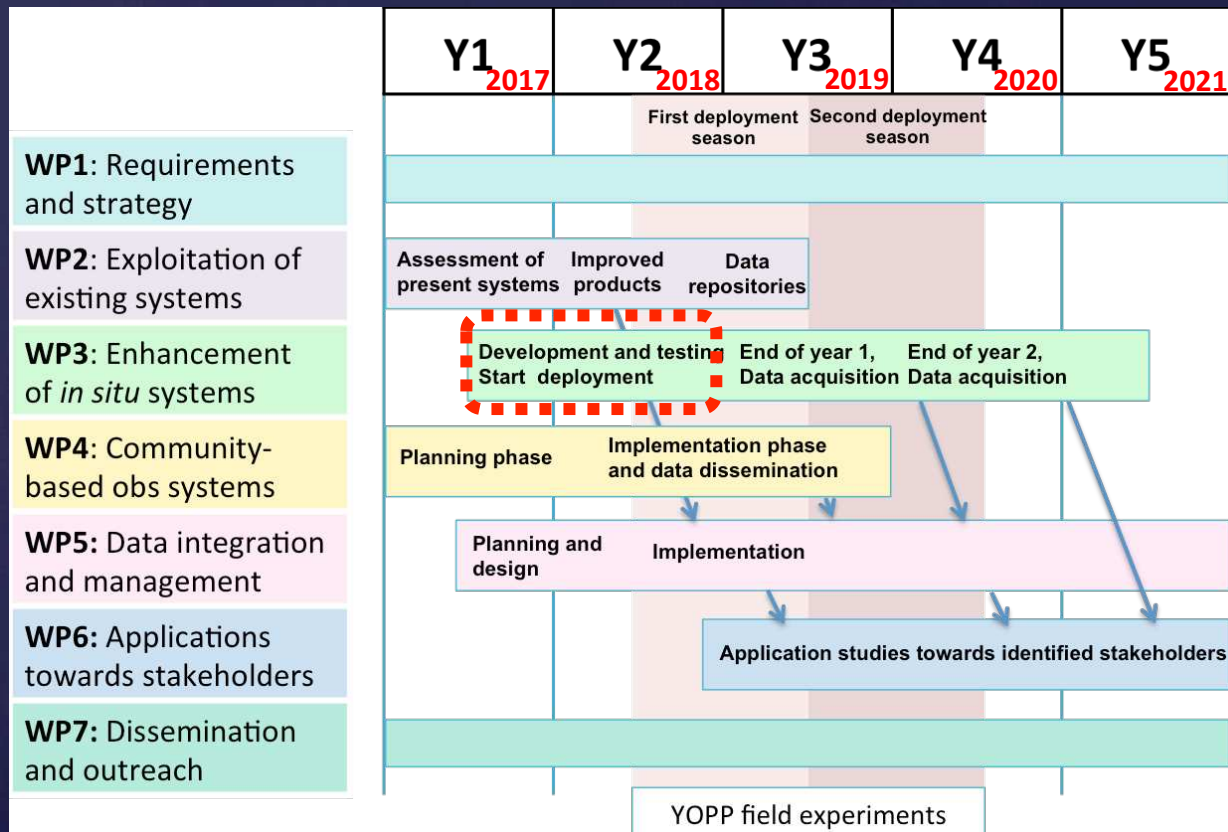 Y1 2017 Y2 2018 Y3 2019 Y4 2020 Y5 2021
First deployment
season
Second deployment
season
WP1: Requirements
and strategy
WP2: Exploitation of
existing systems
Assessment of
present systems
Improved
products
Data
repositories
WP3: Enhancement
of in situ systems
Development and testing
Start deployment
End of year 1,
Data acquisition
End of year 2,
Data acquisition
WP4: Community-
based obs systems
Planning phase
Implementation phase
and data dissemination
WP5: Data integration
and management
Planning and
design
Implementation
WP6: Applications
towards stakeholders
Application studies towards identified stakeholders
WP7: Dissemination
and outreach
YOPP field experiments